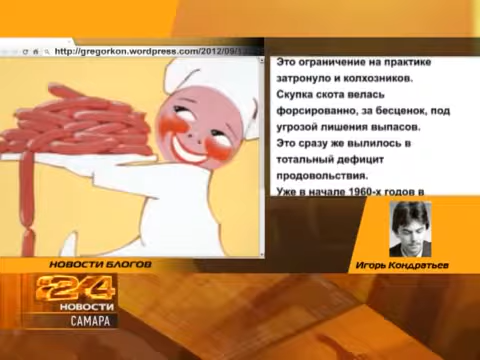 http://gregorkon.wordpress.com/2012/09/1
Это ограничение на практике
затронуло и колхозников.
Скупка скота велась
форсированно, за бесценок, под
угрозой лишения выпасов.
Это сразу же вылилось в
тотальный дефицит
продовольствия.
Уже в начале 1960-х годов в
НОВОСТИ БЛОГОВ
Игорь Кондратьев
24
НОВОСТИ
САМАРА